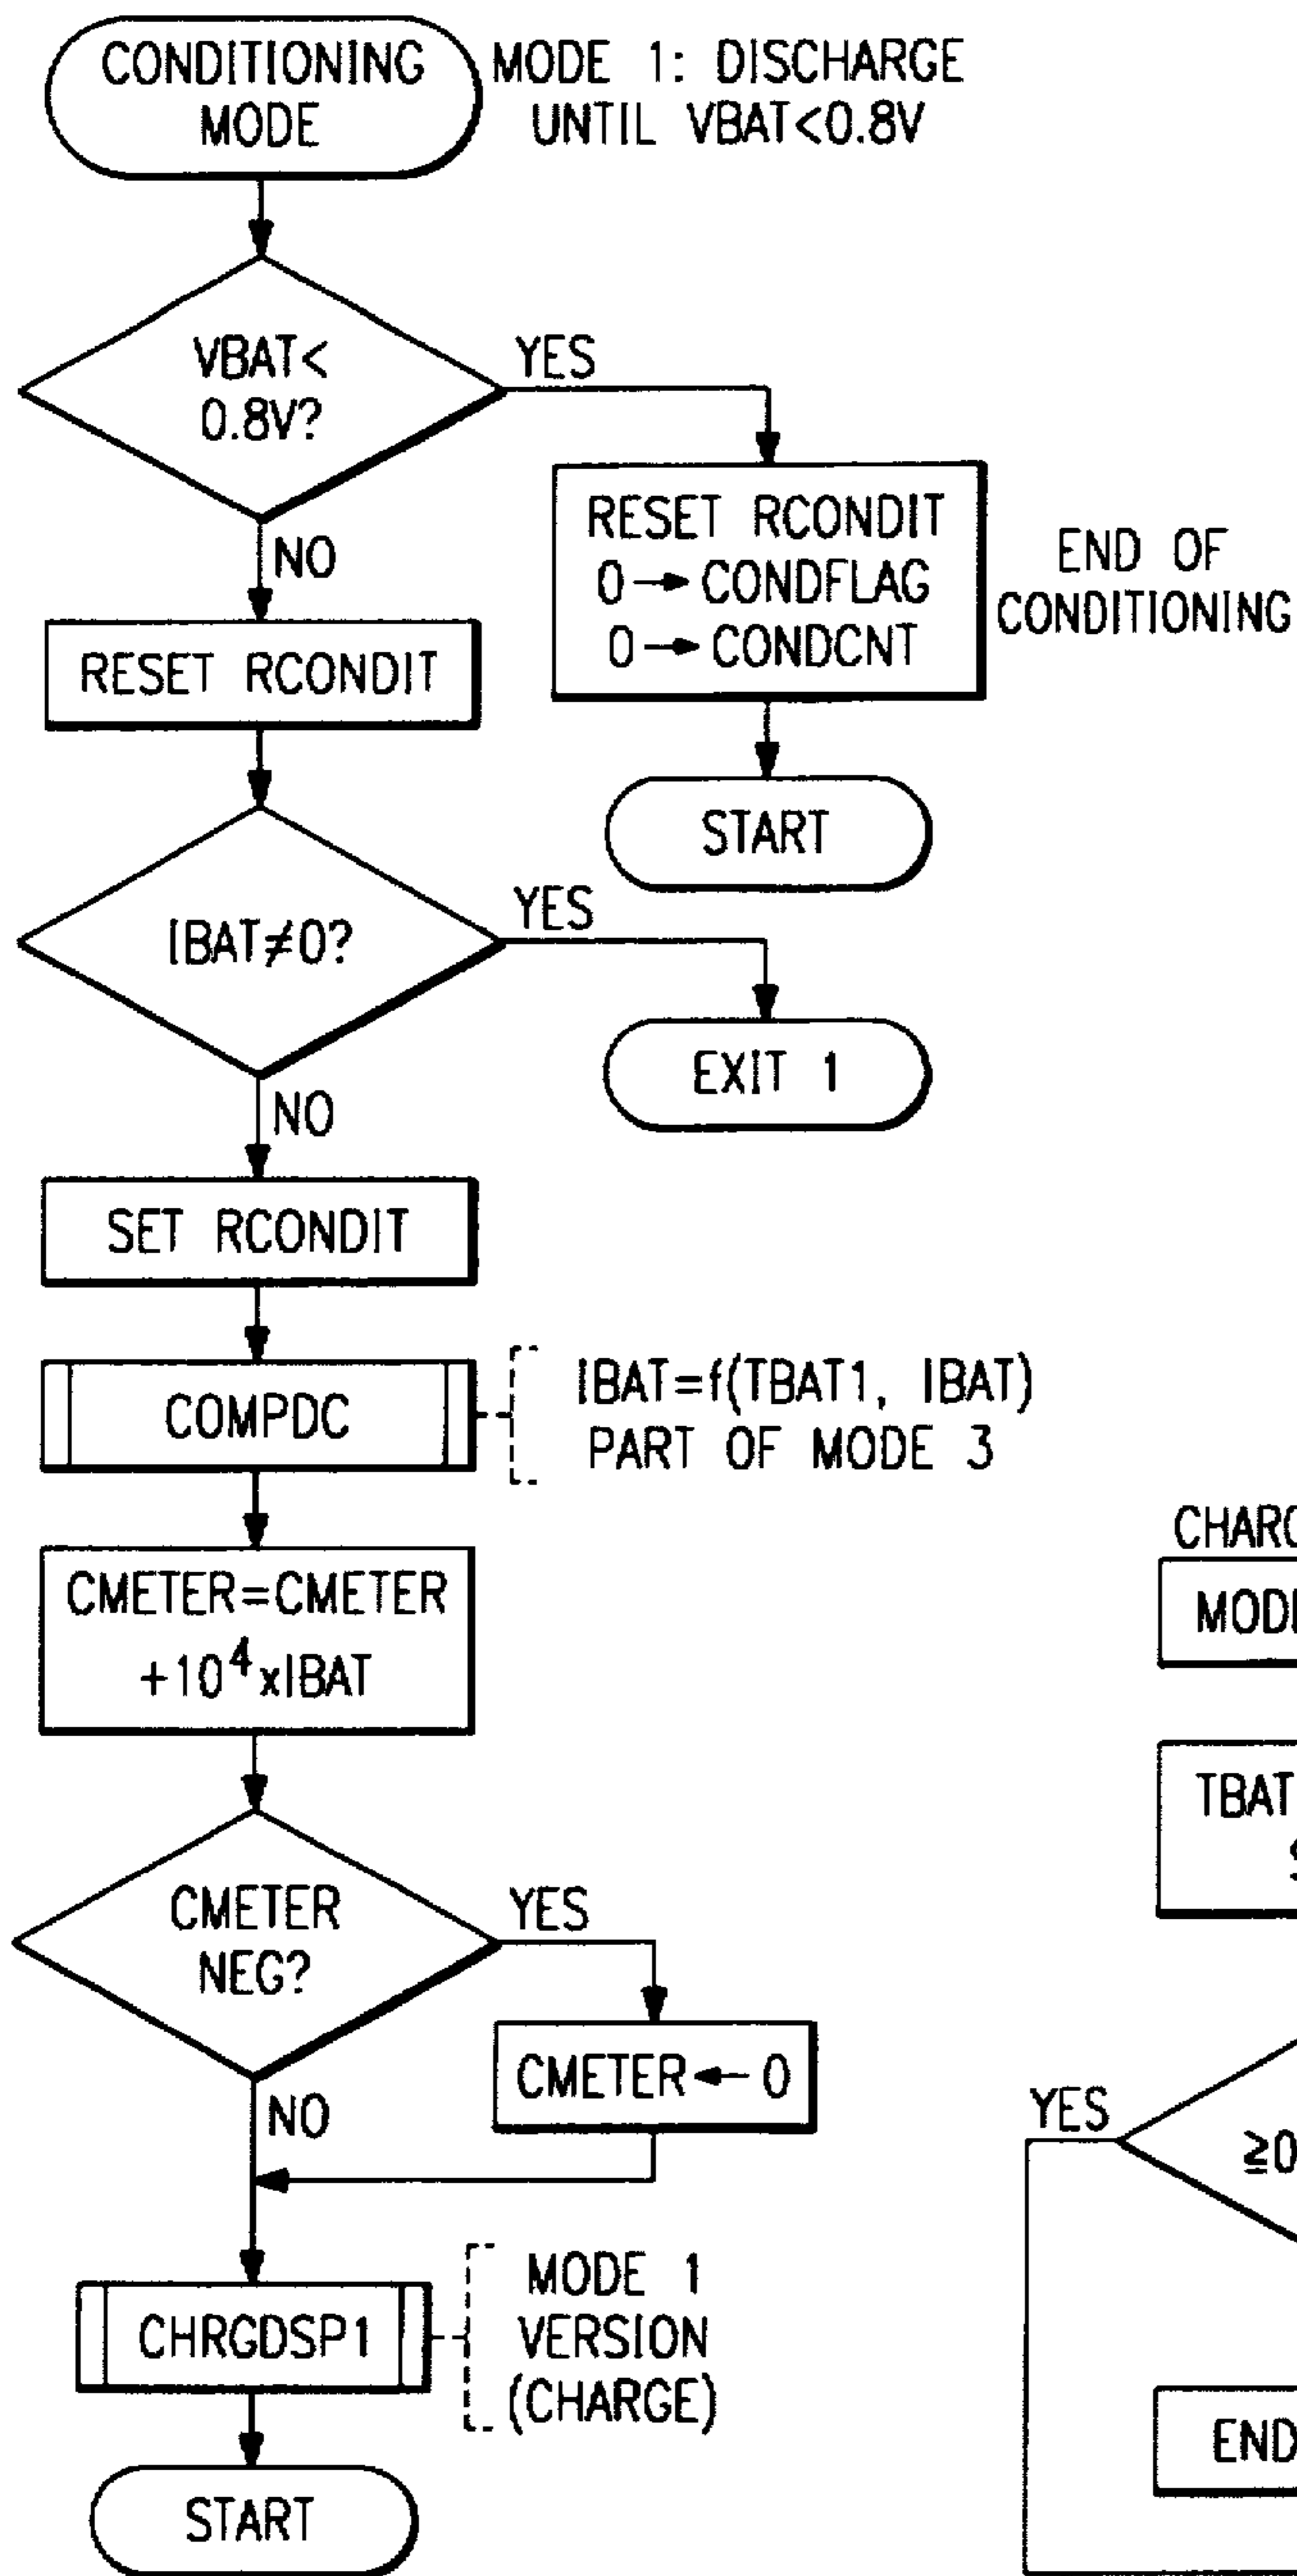 CONDITIONING
MODE
MODE 1: DISCHARGE
UNTIL VBAT<0.8V
VBAT<
0.8V?
YES
NO
RESET RCONDIT
0→CONDFLAG
0→CONDCNT
END OF
CONDITIONING
START
RESET RCONDIT
IBAT≠0?
YES
EXIT 1
NO
SET RCONDIT
COMPDC
IBAT=f(TBAT1, IBAT)
PART OF MODE 3
CMETER=CMETER
+10⁴xIBAT
CMETER
NEG?
YES
CMETER←0
NO
CHRGDSP1
MODE 1
VERSION
(CHARGE)
START
TBAT
YES
≧0
END